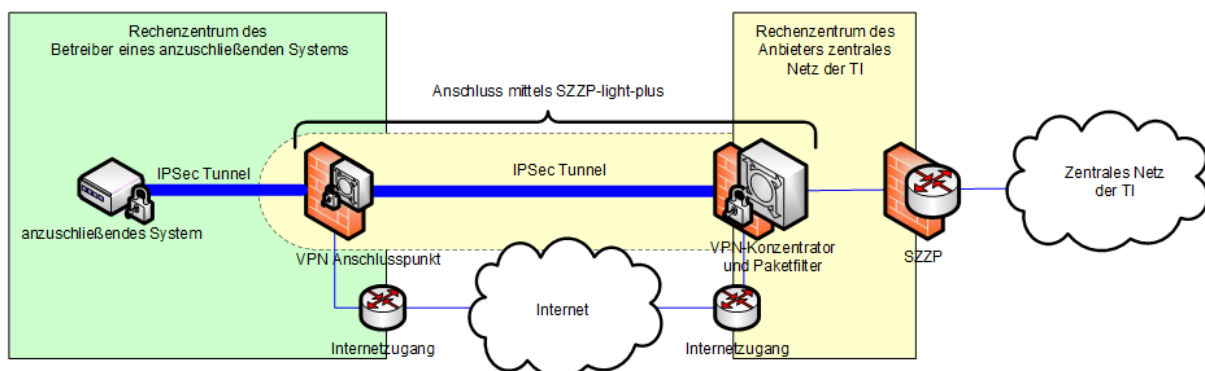 Rechenzentrum des
Betreiber eines anzuschließenden Systems
Rechenzentrum des
Anbieters zentrales
Netz der TI
Anschluss mittels SZZP-light-plus
IPSec Tunnel
IPSec Tunnel
Zentrales Netz
der TI
anzuschließendes System
VPN Anschlusspunkt
VPN-Konzentrator
und Paketfilter
SZZP
Internet
Internetzugang
Internetzugang